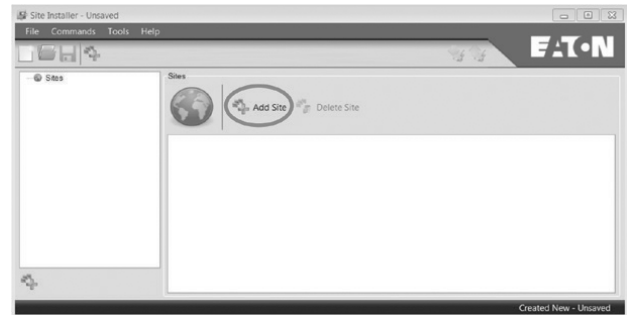 Site Installer - Unsaved
File Commands Tools Help
EATON
Sites
Sites
Add Site Delete Site
Created New - Unsaved